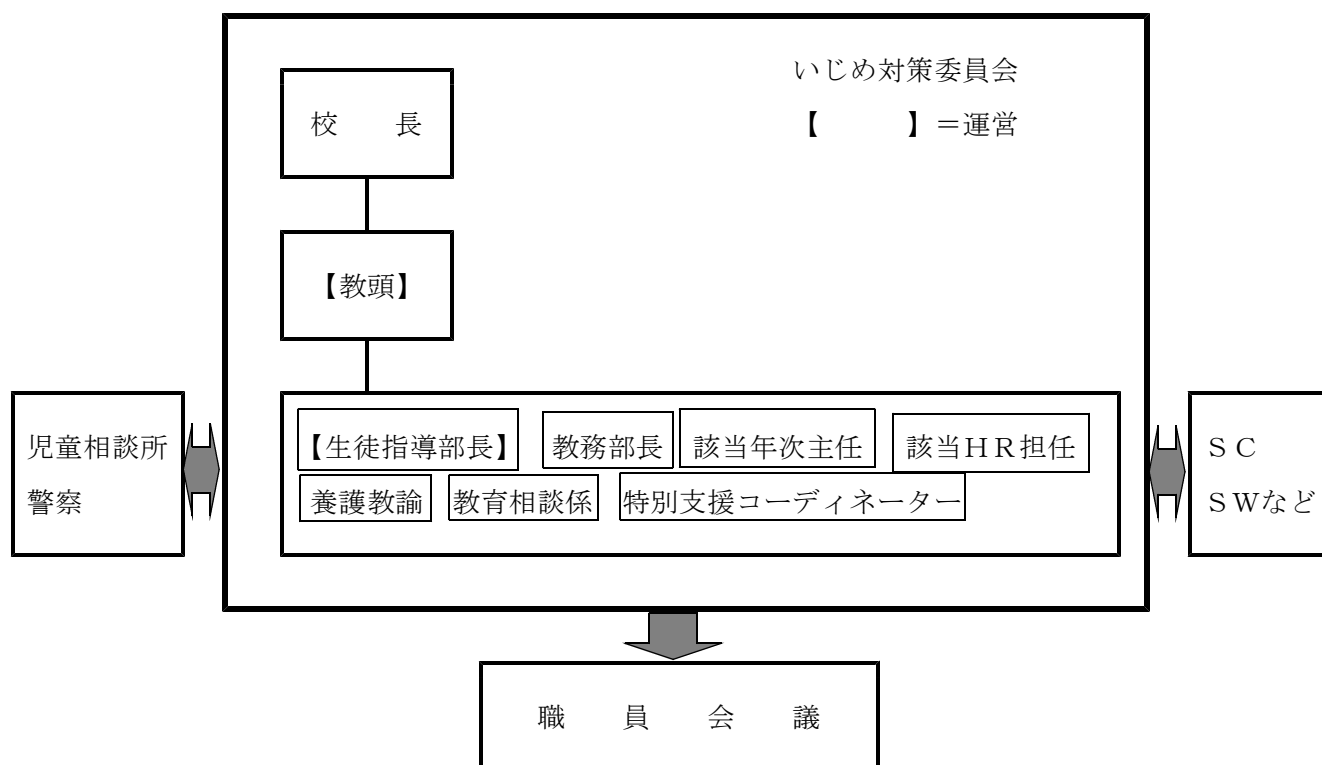 いじめ対策委員会
【　　　】＝運営
校　　長
【教頭】
【生徒指導部長】
教務部長
該当年次主任
該当ＨＲ担任
養護教諭
教育相談係
特別支援コーディネーター
児童相談所
警察
ＳＣ
ＳＷなど
職　員　会　議